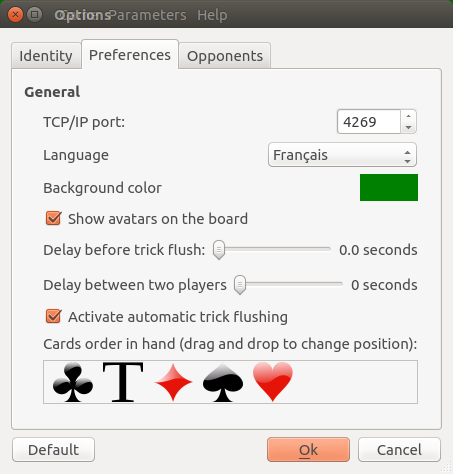 Options Parameters Help
Identity Preferences Opponents
General
TCP/IP port: 4269
Language Français
Background color
Show avatars on the board
Delay before trick flush: 0.0 seconds
Delay between two players 0 seconds
Activate automatic trick flushing
Cards order in hand (drag and drop to change position):
T
Default Ok Cancel